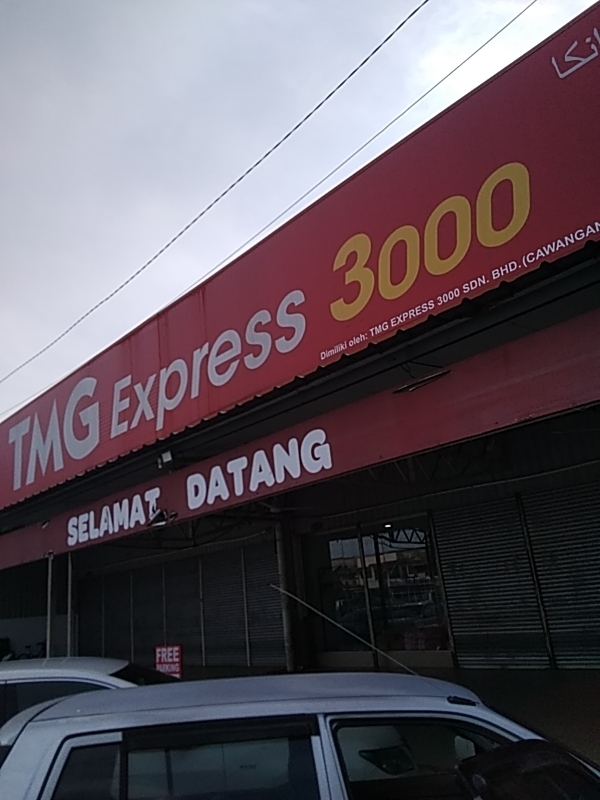 TMG Express 3000
Dimiliki oleh: TMG EXPRESS 3000 SDN. BHD. (CAWANGAN
SELAMAT DATANG
FREE
PARKING